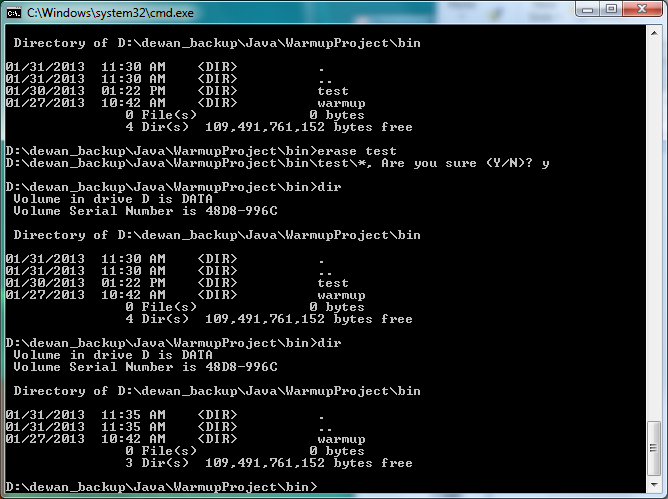 C:\Windows\system32\cmd.exe
Directory of D:\dewan_backup\Java\WarmupProject\bin
01/31/2013  11:30 AM    <DIR>          .
01/31/2013  11:30 AM    <DIR>          ..
01/30/2013  01:22 PM    <DIR>          test
01/27/2013  10:42 AM    <DIR>          warmup
0 File(s)              0 bytes
4 Dir(s)  109,491,761,152 bytes free
D:\dewan_backup\Java\WarmupProject\bin>erase test
D:\dewan_backup\Java\WarmupProject\bin\test\*, Are you sure (Y/N)? y
D:\dewan_backup\Java\WarmupProject\bin>dir
Volume in drive D is DATA
Volume Serial Number is 48D8-996C
Directory of D:\dewan_backup\Java\WarmupProject\bin
01/31/2013  11:30 AM    <DIR>          .
01/31/2013  11:30 AM    <DIR>          ..
01/30/2013  01:22 PM    <DIR>          test
01/27/2013  10:42 AM    <DIR>          warmup
0 File(s)              0 bytes
4 Dir(s)  109,491,761,152 bytes free
D:\dewan_backup\Java\WarmupProject\bin>dir
Volume in drive D is DATA
Volume Serial Number is 48D8-996C
Directory of D:\dewan_backup\Java\WarmupProject\bin
01/31/2013  11:35 AM    <DIR>          .
01/31/2013  11:35 AM    <DIR>          ..
01/27/2013  10:42 AM    <DIR>          warmup
0 File(s)              0 bytes
3 Dir(s)  109,491,761,152 bytes free
D:\dewan_backup\Java\WarmupProject\bin>